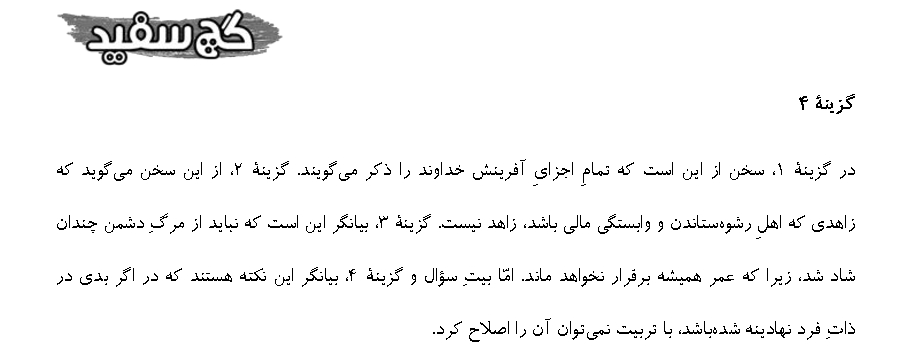 گچ سفید
گزینهٔ ۴
در گزینهٔ ۱، سخن از این است که تمامِ اجزایِ آفرینش خداوند را ذکر می‌گویند. گزینهٔ ۲، از این سخن می‌گوید که
زاهدی که اهلِ رشوه‌ستاندن و وابستگی مالی باشد، زاهد نیست. گزینهٔ ۳، بیانگر این است که نباید از مرگِ دشمن چندان
شاد شد، زیرا که عمر همیشه برقرار نخواهد ماند. امّا بیتِ سؤال و گزینهٔ ۴، بیانگر این نکته هستند که در اگر بدی در
ذاتِ فرد نهادینه شده‌باشد، با تربیت نمی‌توان آن را اصلاح کرد.